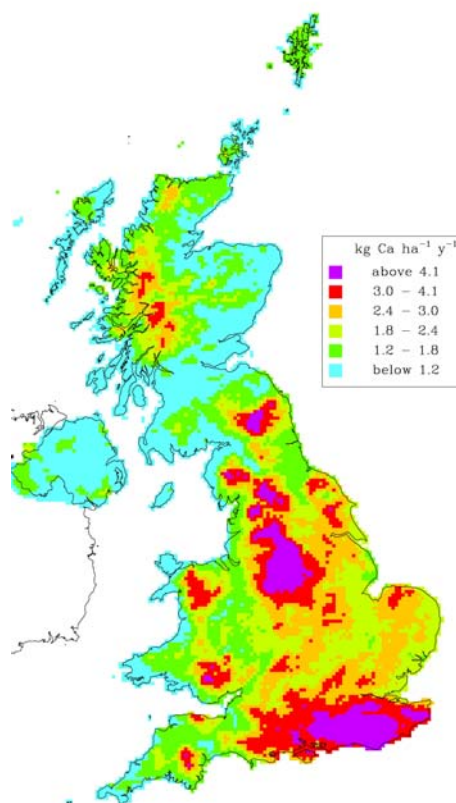 kg Ca ha⁻¹ y⁻¹
above 4.1
3.0 – 4.1
2.4 – 3.0
1.8 – 2.4
1.2 – 1.8
below 1.2